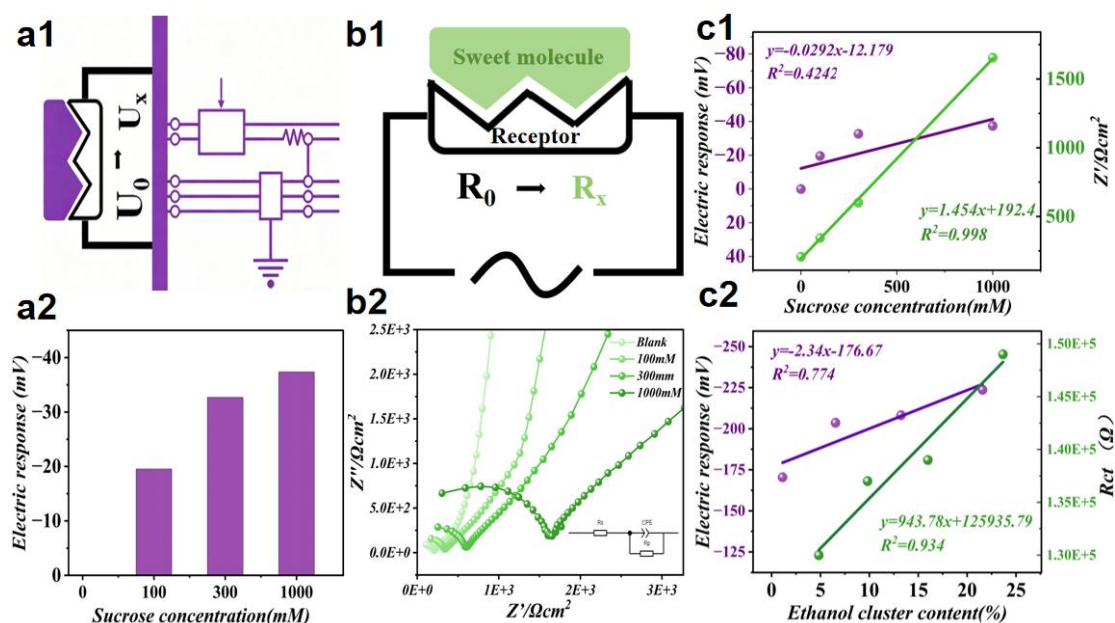 a1
U₀ → Uₓ
b1
Sweet molecule
Receptor
R₀ → Rₓ
c1
Electric response (mV)
−80
−60
−40
−20
0
20
40
y=-0.0292x-12.179
R²=0.4242
y=1.454x+192.4
R²=0.998
1500
1000
500
Z'/Ωcm²
0 500 1000
Sucrose concentration(mM)
a2
Electric response (mV)
−40
−30
−20
−10
0
0 100 300 1000
Sucrose concentration(mM)
b2
Z''/Ωcm²
2.5E+3
2.0E+3
1.5E+3
1.0E+3
5.0E+2
0.0E+0
Blank
100mM
300mm
1000mM
Rs
CPE
0E+0 1E+3 2E+3 3E+3
Z'/Ωcm²
c2
Electric response (mV)
−250
−225
−200
−175
−150
−125
y=-2.34x-176.67
R²=0.774
y=943.78x+125935.79
R²=0.934
1.50E+5
1.45E+5
1.40E+5
1.35E+5
1.30E+5
Rct (Ω)
0 5 10 15 20 25
Ethanol cluster content(%)